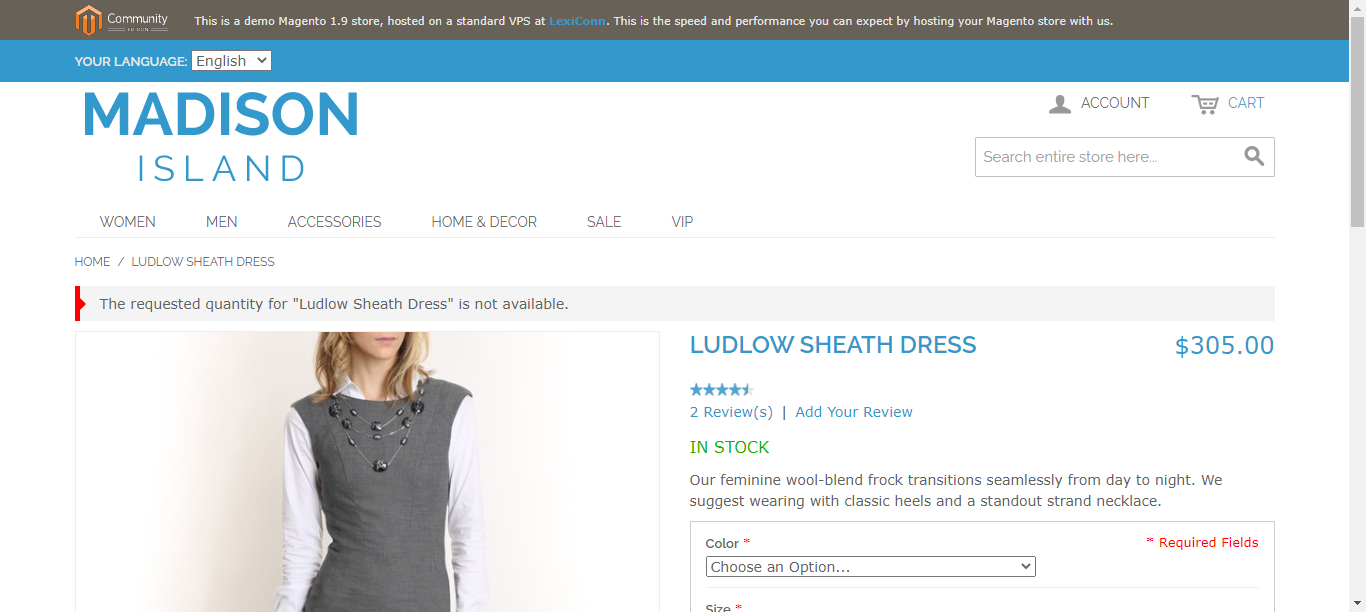 Community
This is a demo Magento 1.9 store, hosted on a standard VPS at LexiConn. This is the speed and performance you can expect by hosting your Magento store with us.
YOUR LANGUAGE: English
MADISON
ISLAND
ACCOUNT
CART
Search entire store here...
WOMEN MEN ACCESSORIES HOME & DECOR SALE VIP
HOME / LUDLOW SHEATH DRESS
The requested quantity for "Ludlow Sheath Dress" is not available.
LUDLOW SHEATH DRESS $305.00
2 Review(s) | Add Your Review
IN STOCK
Our feminine wool-blend frock transitions seamlessly from day to night. We
suggest wearing with classic heels and a standout strand necklace.
Color * * Required Fields
Choose an Option...
Size *